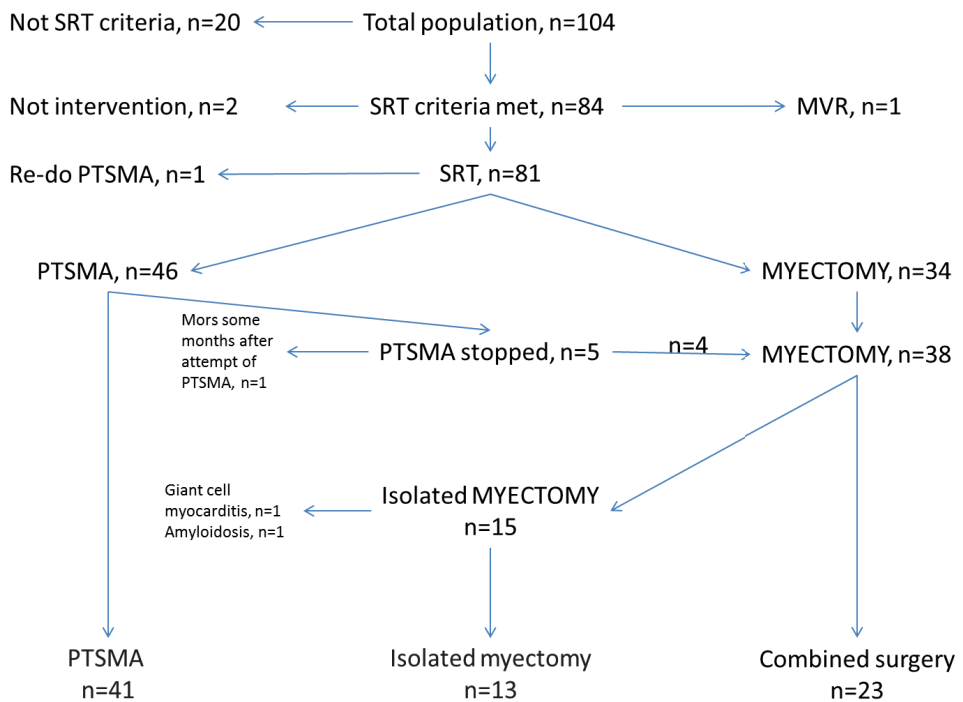 Not SRT criteria, n=20
Total population, n=104
Not intervention, n=2
SRT criteria met, n=84
MVR, n=1
Re-do PTSMA, n=1
SRT, n=81
PTSMA, n=46
MYECTOMY, n=34
Mors some
months after
attempt of
PTSMA, n=1
PTSMA stopped, n=5
n=4
MYECTOMY, n=38
Giant cell
myocarditis, n=1
Amyloidosis, n=1
Isolated MYECTOMY
n=15
PTSMA
n=41
Isolated myectomy
n=13
Combined surgery
n=23